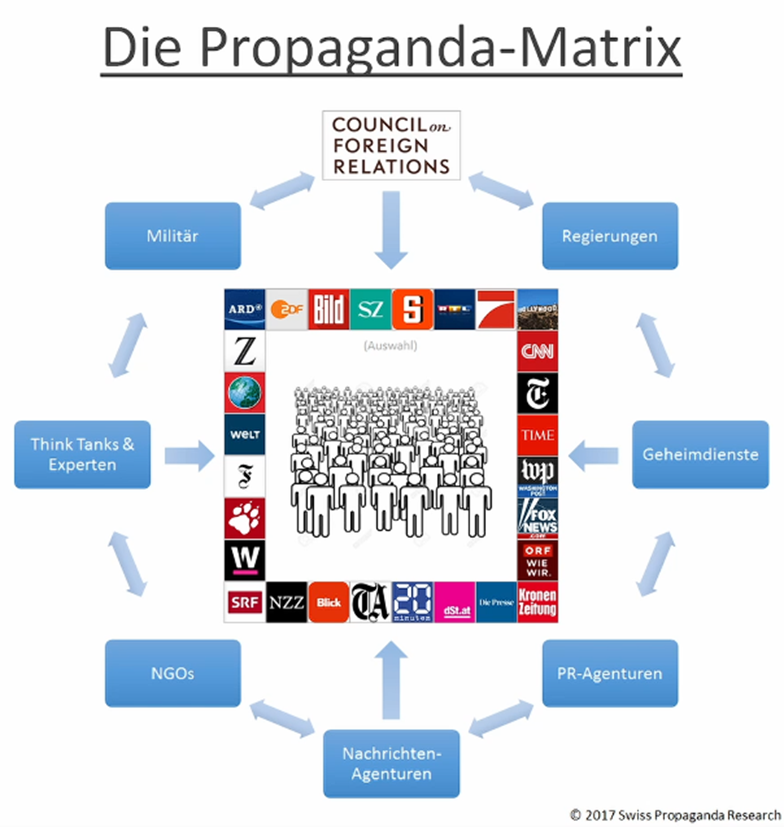 Die Propaganda-Matrix
COUNCIL on
FOREIGN
RELATIONS
Militär
Regierungen
ARD
ZDF
Bild
SZ
S
HOLLYWOOD
(Auswahl)
Z
CNN
T
Think Tanks &
Experten
WELT
TIME
Geheimdienste
F
wp
WASHINGTON
POST
FOX
NEWS
.com
W
ORF
WIE
WIR.
SRF
NZZ
Blick
TA
20
minuten
dSt.at
Die Presse
Kronen
Zeitung
NGOs
PR-Agenturen
Nachrichten-
Agenturen
© 2017 Swiss Propaganda Research